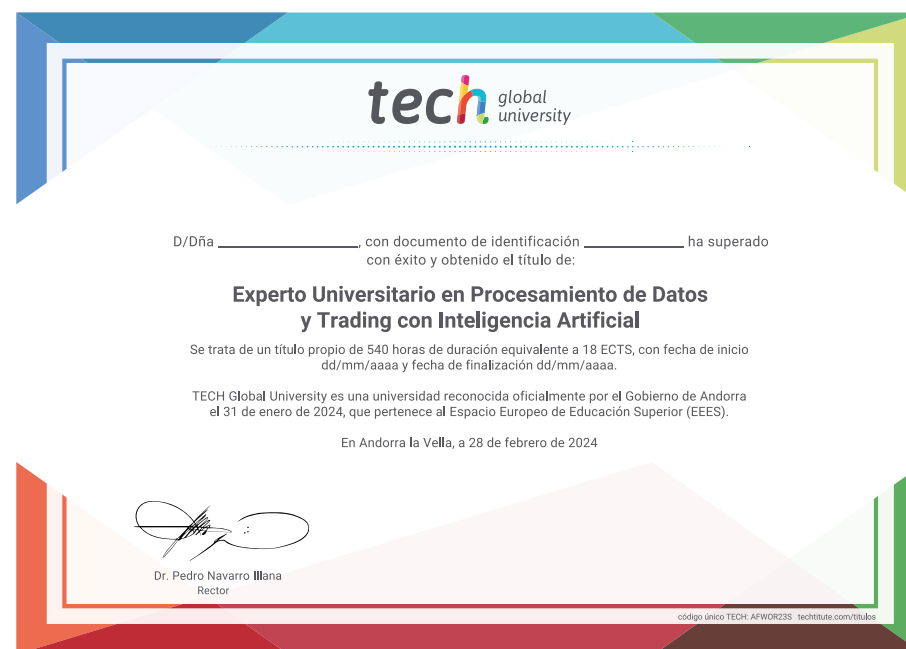 tech global university
D/Dña ____________________, con documento de identificación ______________ ha superado
con éxito y obtenido el título de:
Experto Universitario en Procesamiento de Datos
y Trading con Inteligencia Artificial
Se trata de un título propio de 540 horas de duración equivalente a 18 ECTS, con fecha de inicio
dd/mm/aaaa y fecha de finalización dd/mm/aaaa.
TECH Global University es una universidad reconocida oficialmente por el Gobierno de Andorra
el 31 de enero de 2024, que pertenece al Espacio Europeo de Educación Superior (EEES).
En Andorra la Vella, a 28 de febrero de 2024
Dr. Pedro Navarro Illana
Rector
código único TECH: AFWOR23S techtitute.com/titulos